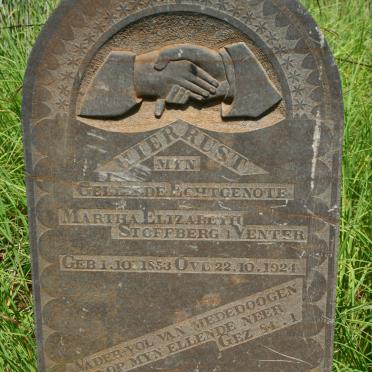 HIER RUST
MYN
GELIEFDE ECHTGENOTE
MARTHA ELIZABETH
STOFFBERG VENTER
GEB 1.10.1853 OVL 22.10.1924
VADER VOL VAN MEDEDOOGEN
OP MYN ELLENDE NEER
GEZ 84.1